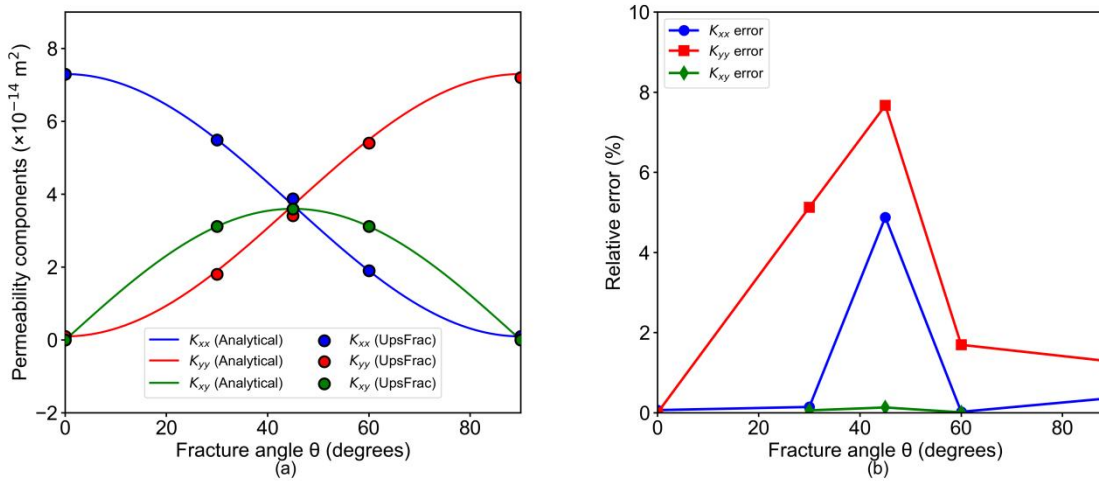 8
6
4
2
0
−2
0
20
40
60
80
Permeability components (×10⁻¹⁴ m²)
K_xx (Analytical)
K_yy (Analytical)
K_xy (Analytical)
K_xx (UpsFrac)
K_yy (UpsFrac)
K_xy (UpsFrac)
Fracture angle θ (degrees)
(a)
10
8
6
4
2
0
0
20
40
60
80
Relative error (%)
K_xx error
K_yy error
K_xy error
Fracture angle θ (degrees)
(b)